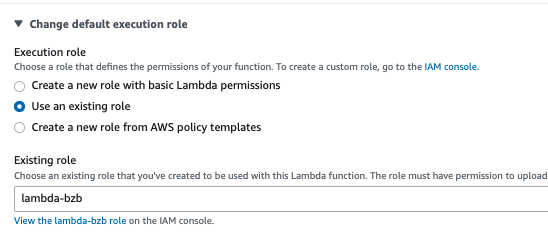 Change default execution role
Execution role
Choose a role that defines the permissions of your function. To create a custom role, go to the IAM console.
Create a new role with basic Lambda permissions
Use an existing role
Create a new role from AWS policy templates
Existing role
Choose an existing role that you've created to be used with this Lambda function. The role must have permission to upload
lambda-bzb
View the lambda-bzb role on the IAM console.